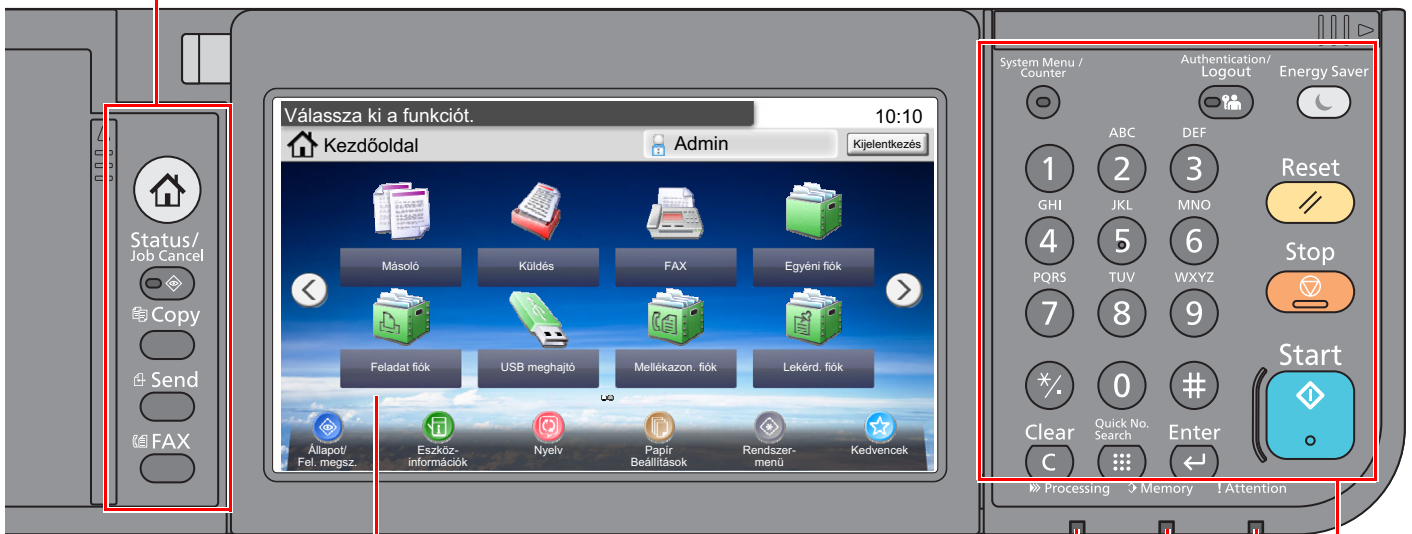 Status/
Job Cancel
Copy
Send
FAX
Válassza ki a funkciót.
10:10
Kezdőoldal
Admin
Kijelentkezés
Másoló
Küldés
FAX
Egyéni fiók
Feladat fiók
USB meghajtó
Mellékazon. fiók
Lekérd. fiók
Állapot/
Fel. megsz.
Eszköz-
információk
Nyelv
Papír
Beállítások
Rendszer-
menü
Kedvencek
System Menu /
Counter
Authentication/
Logout
Energy Saver
ABC
DEF
1
2
3
Reset
GHI
JKL
MNO
4
5
6
Stop
PQRS
TUV
WXYZ
7
8
9
Start
*/.
0
#
Clear
Quick No.
Search
Enter
C
Processing
Memory
! Attention